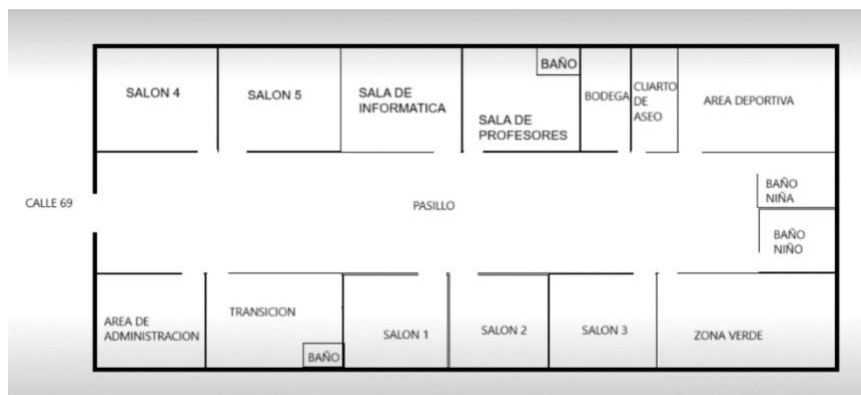 SALON 4
SALON 5
SALA DE
INFORMATICA
BAÑO
SALA DE
PROFESORES
BODEGA
CUARTO
DE
ASEO
AREA DEPORTIVA
CALLE 69
PASILLO
BAÑO
NIÑA
BAÑO
NIÑO
AREA DE
ADMINISTRACION
TRANSICION
BAÑO
SALON 1
SALON 2
SALON 3
ZONA VERDE